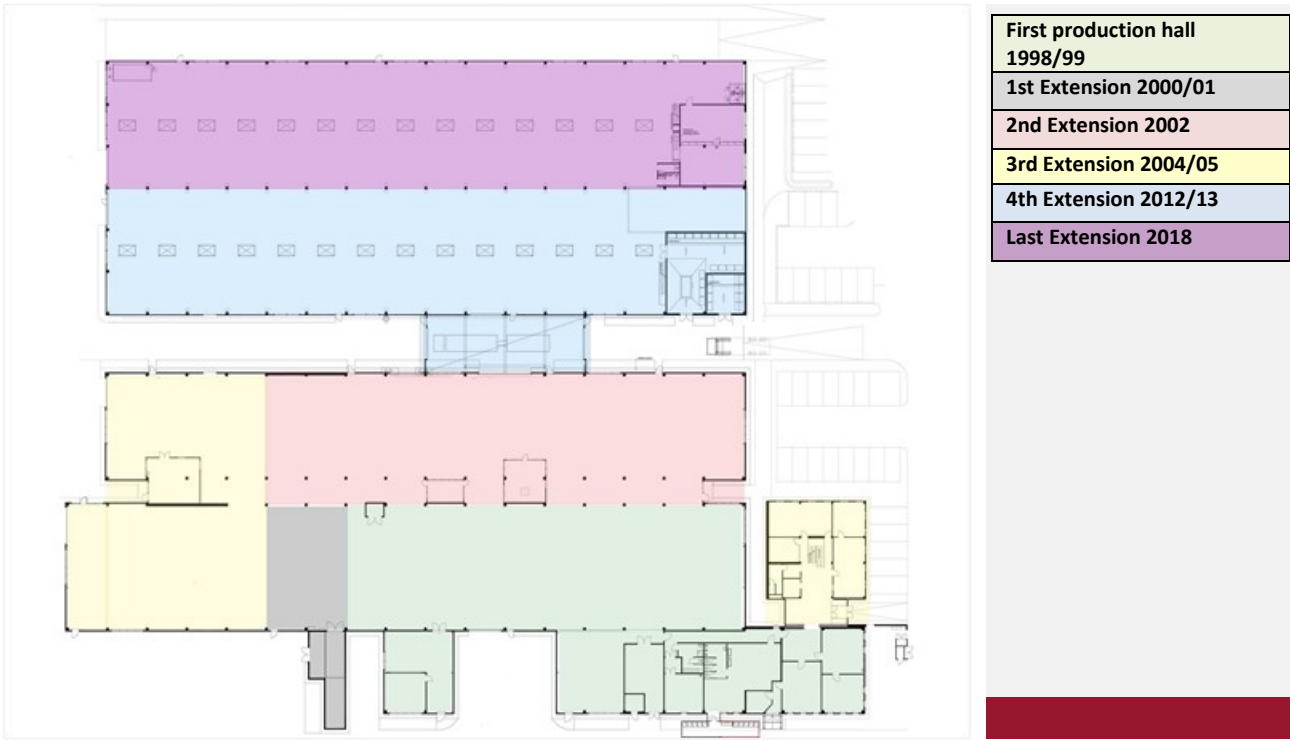 First production hall
1998/99
1st Extension 2000/01
2nd Extension 2002
3rd Extension 2004/05
4th Extension 2012/13
Last Extension 2018